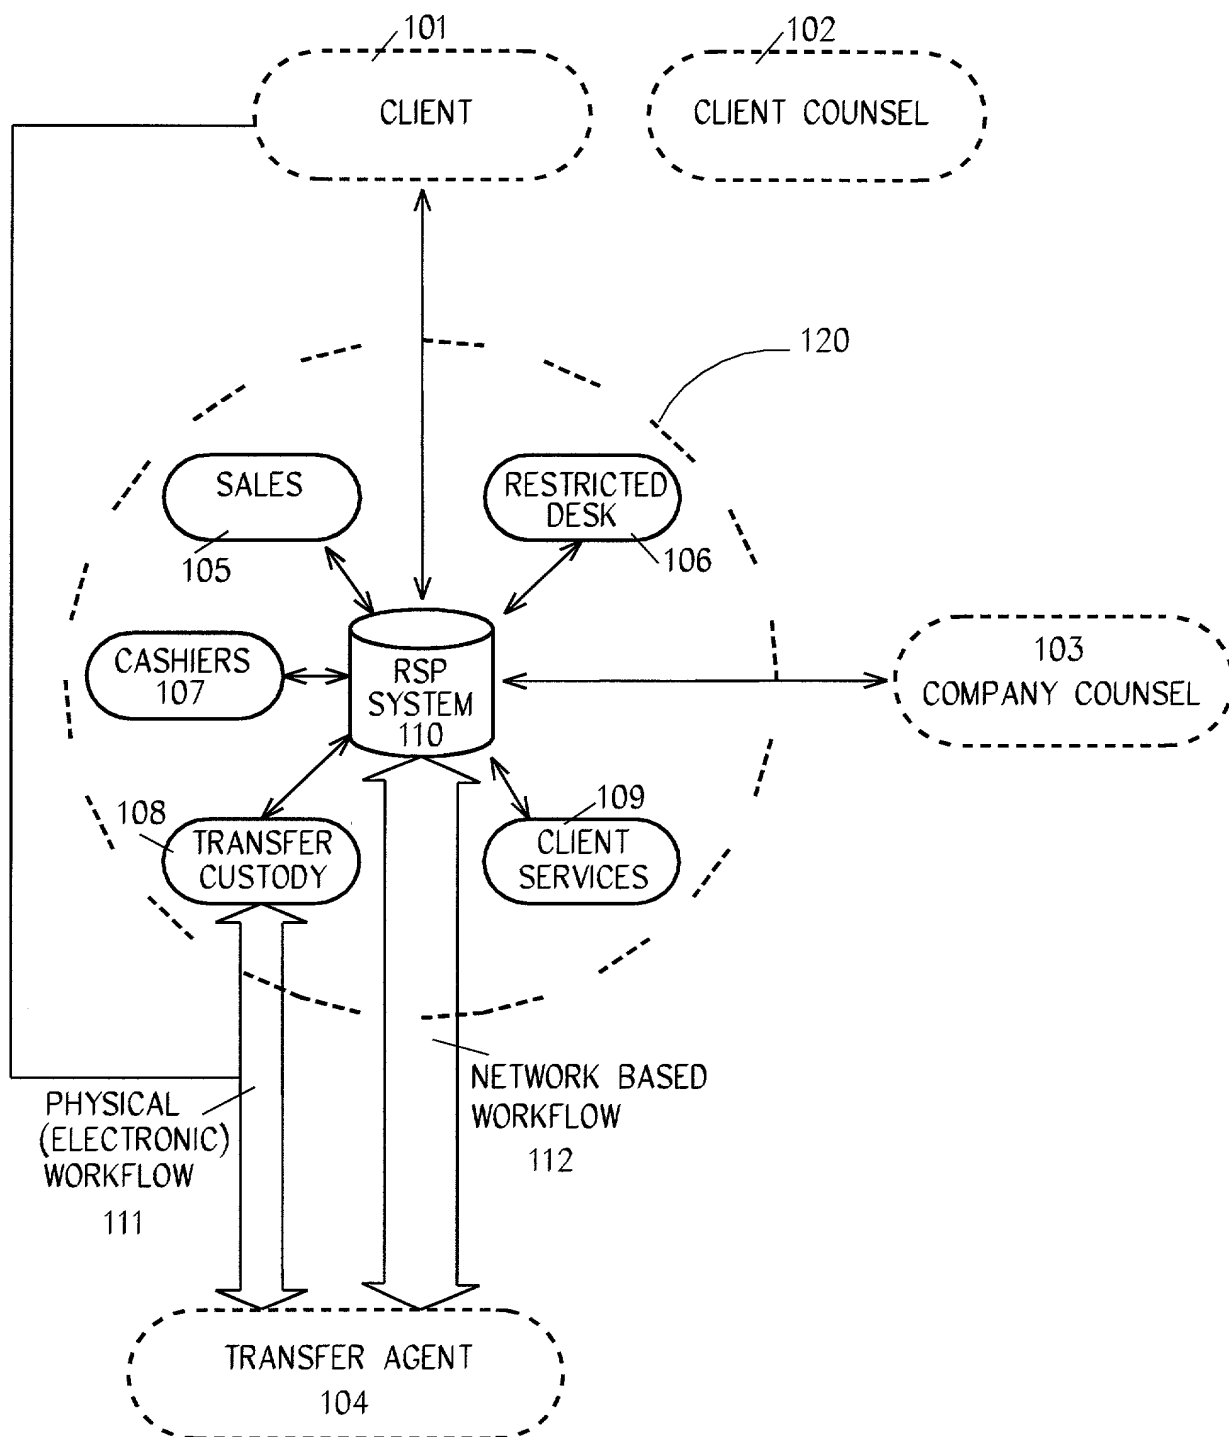 101
102
CLIENT
CLIENT COUNSEL
120
SALES
105
RESTRICTED
DESK
106
CASHIERS
107
RSP
SYSTEM
110
103
COMPANY COUNSEL
108
TRANSFER
CUSTODY
109
CLIENT
SERVICES
NETWORK BASED
WORKFLOW
112
PHYSICAL
(ELECTRONIC)
WORKFLOW
111
TRANSFER AGENT
104